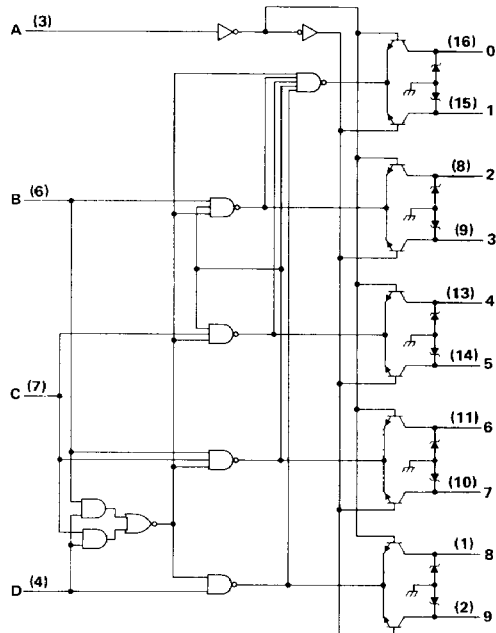 A (3)
(16) 0
(15) 1
B (6)
(8) 2
(9) 3
(13) 4
(14) 5
C (7)
(11) 6
(10) 7
D (4)
(1) 8
(2) 9